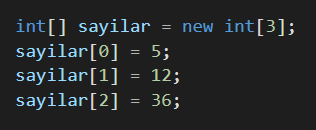 int[] sayilar = new int[3];
sayilar[0] = 5;
sayilar[1] = 12;
sayilar[2] = 36;